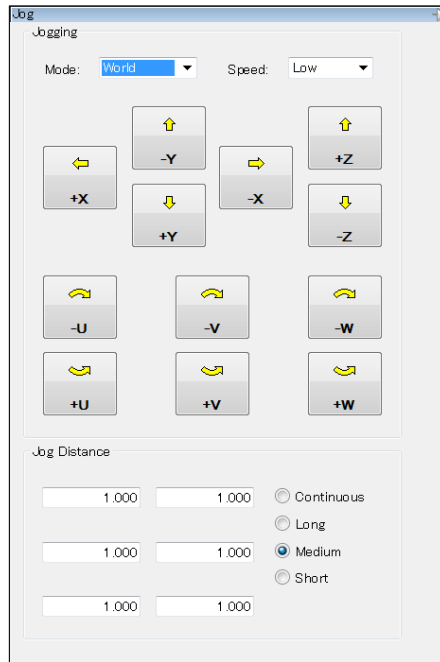 Jog
Jogging
Mode: World Speed: Low
-Y +Z
+X -X
+Y -Z
-U -V -W
+U +V +W
Jog Distance
1.000 1.000 Continuous
Long
1.000 1.000 Medium
Short
1.000 1.000